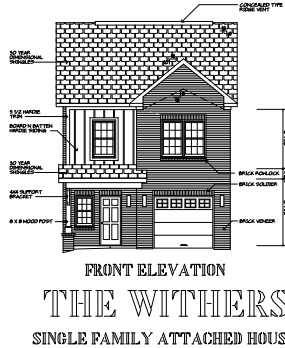 CONCEALED TYPE
RIDGE VENT
30 YEAR
DIMENSIONAL
SHINGLES
5 1/2 HARDIE
TRIM
BOARD N BATTEN
HARDIE SIDING
30 YEAR
DIMENSIONAL
SHINGLES
4X4 SUPPORT
BRACKET
8 X 8 WOOD POST
BRICK ROWLOCK
BRICK SOLDIER
BRICK VENEER
FRONT ELEVATION
THE WITHERS
SINGLE FAMILY ATTACHED HOUS